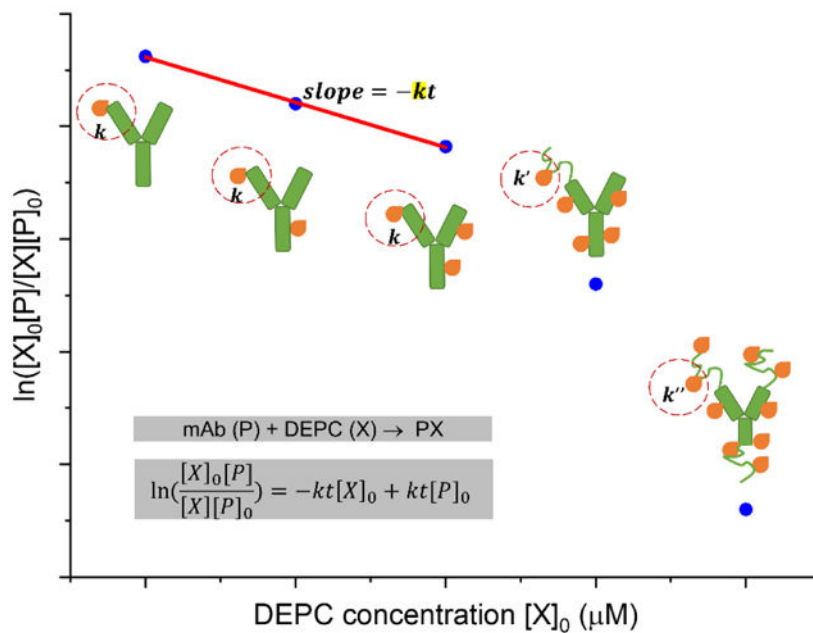 slope = −kt
k
k
k
k′
k′′
ln([X]₀[P]/[X][P]₀)
mAb (P) + DEPC (X) → PX
ln([X]₀[P]/[X][P]₀) = −kt[X]₀ + kt[P]₀
DEPC concentration [X]₀ (μM)